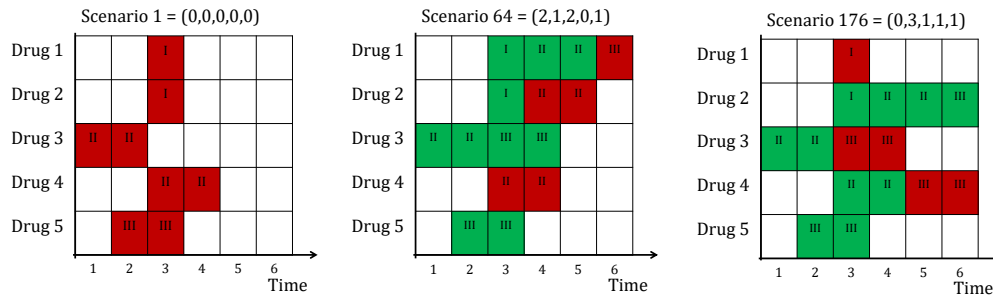 Scenario 1 = (0,0,0,0,0)
Drug 1 I
Drug 2 I
Drug 3 II II
Drug 4 II II
Drug 5 III III
1 2 3 4 5 6
Time
Scenario 64 = (2,1,2,0,1)
Drug 1 I II II III
Drug 2 I II II
Drug 3 II II III III
Drug 4 II II
Drug 5 III III
1 2 3 4 5 6
Time
Scenario 176 = (0,3,1,1,1)
Drug 1 I
Drug 2 I II II III
Drug 3 II II III III
Drug 4 II II III III
Drug 5 III III
1 2 3 4 5 6
Time